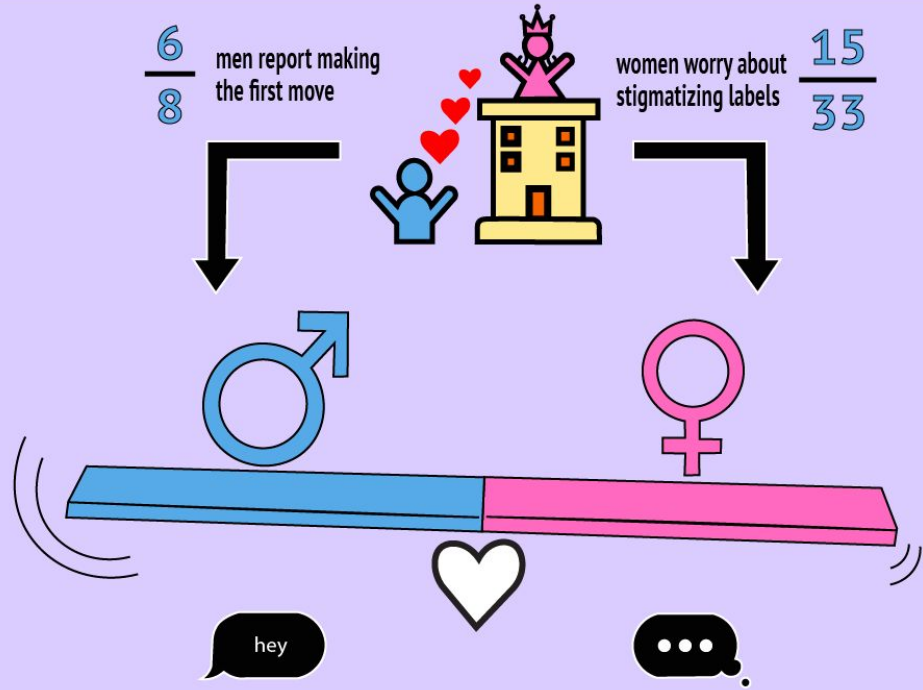 6
8
men report making
the first move
women worry about
stigmatizing labels
15
33
hey